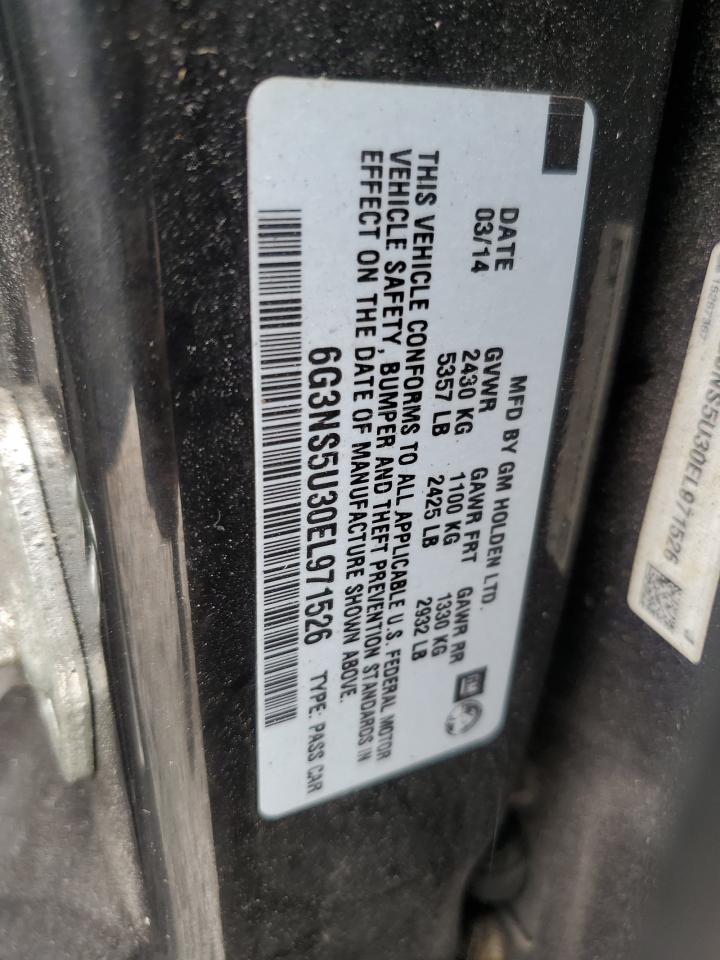 MFD BY GM HOLDEN LTD.
DATE GVWR GAWR FRT GAWR RR
03/14 2430 KG 1100 KG 1330 KG
5357 LB 2425 LB 2932 LB
THIS VEHICLE CONFORMS TO ALL APPLICABLE U.S. FEDERAL MOTOR
VEHICLE SAFETY, BUMPER AND THEFT PREVENTION STANDARDS IN
EFFECT ON THE DATE OF MANUFACTURE SHOWN ABOVE.
6G3NS5U30EL971526 TYPE: PASS CAR
GM
NS5U30EL971526